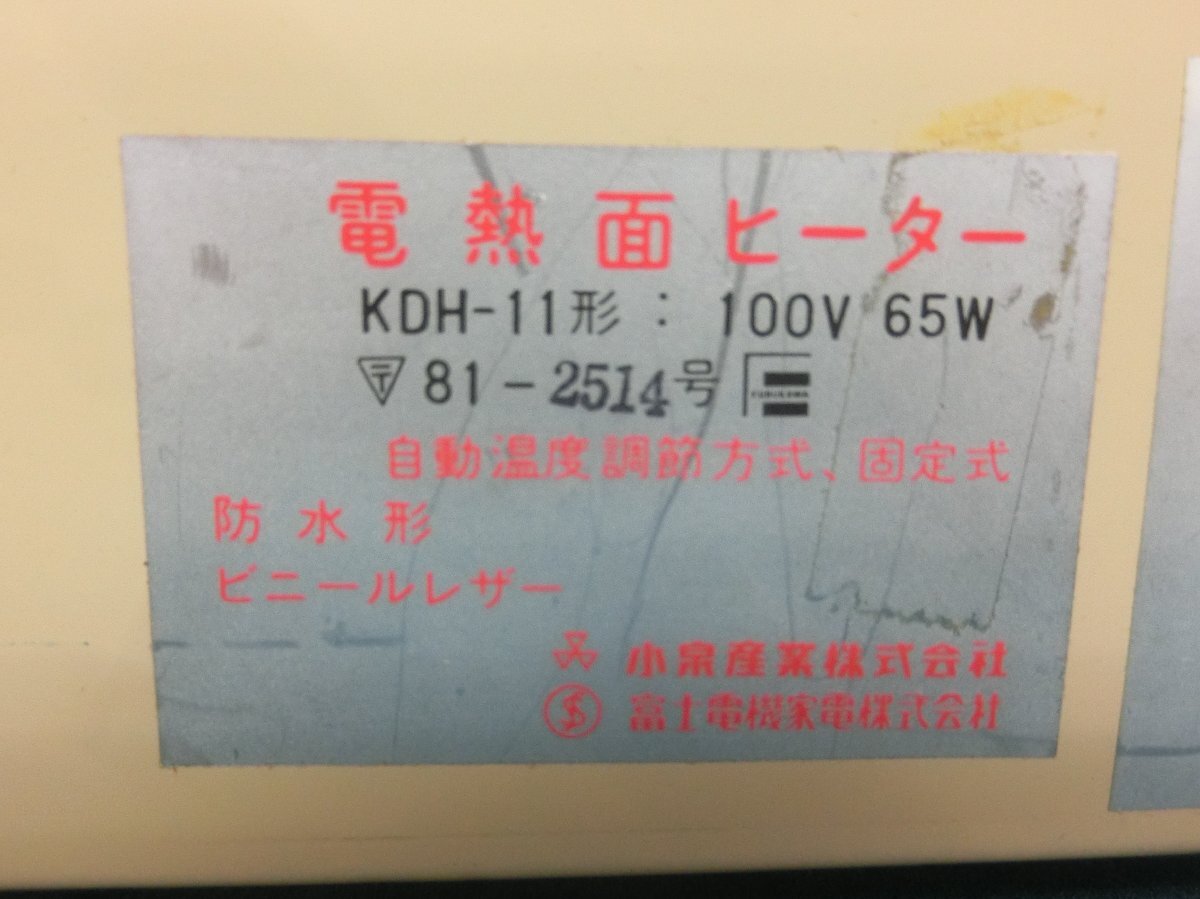 電熱面ヒーター
KDH-11形 : 100V 65W
〒 81-2514号 FURUKAWA
自動温度調節方式、固定式
防水形
ビニールレザー
小泉産業株式会社
富士電機家電株式会社